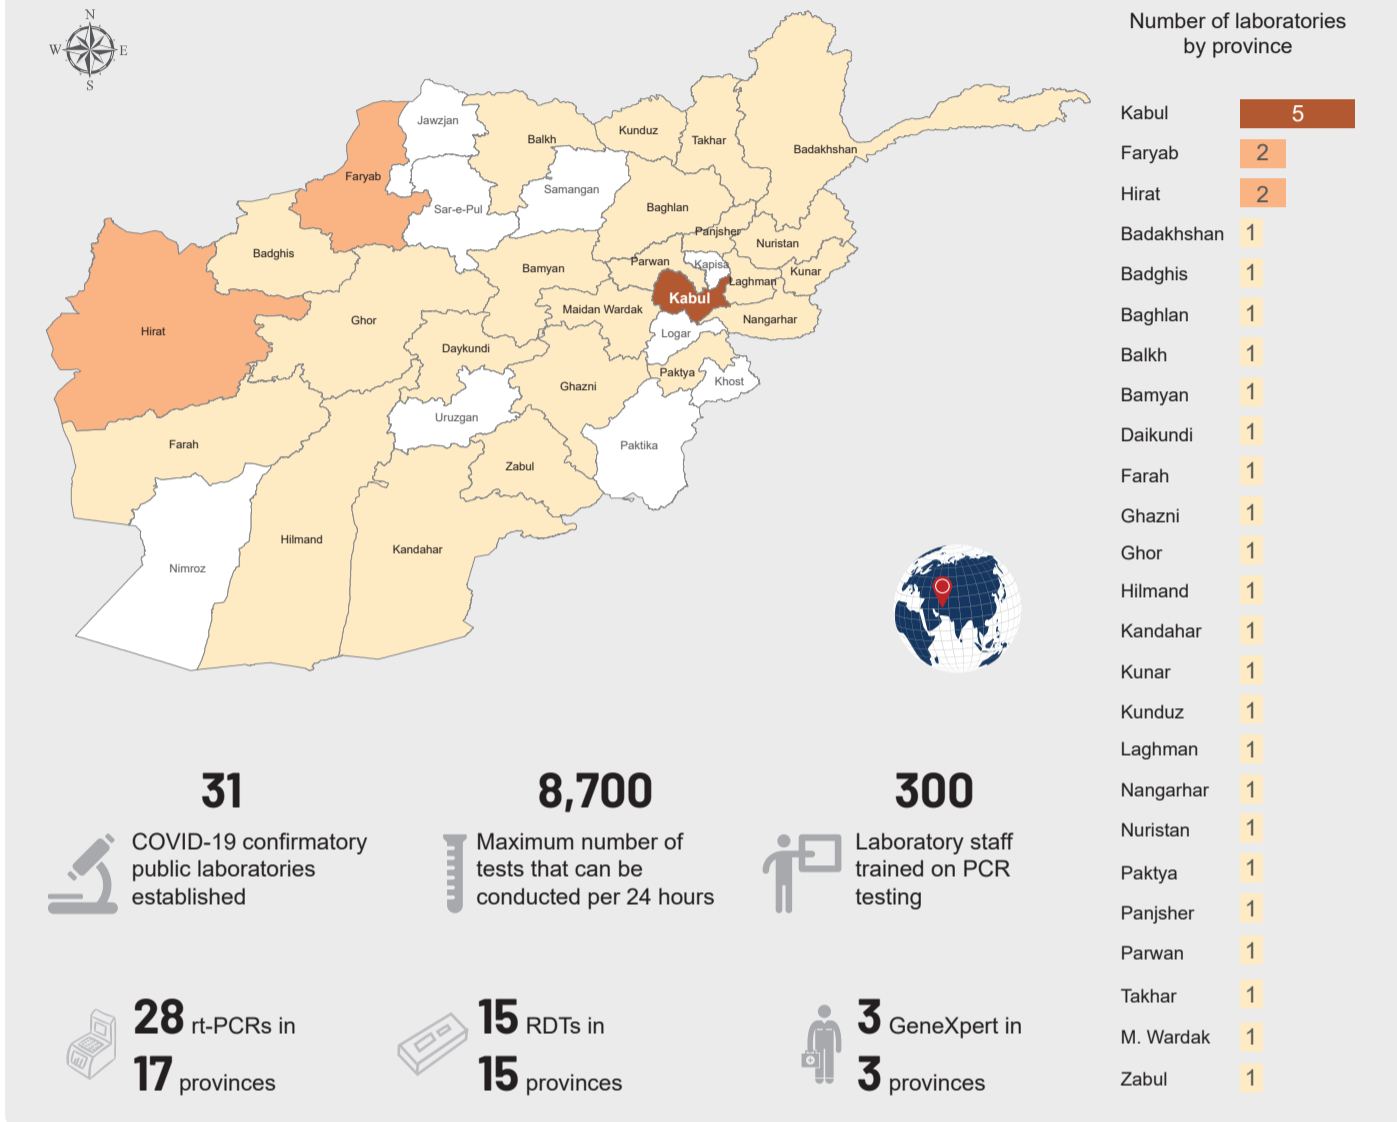 N
W
E
S
Jawzjan
Balkh
Kunduz
Takhar
Badakhshan
Faryab
Samangan
Sar-e-Pul
Baghlan
Panjsher
Nuristan
Badghis
Bamyan
Parwan
Kapisa
Laghman
Kunar
Kabul
Hirat
Ghor
Maidan Wardak
Nangarhar
Logar
Daykundi
Paktya
Khost
Ghazni
Uruzgan
Farah
Paktika
Zabul
Hilmand
Kandahar
Nimroz
Number of laboratories
by province
Kabul 5
Faryab 2
Hirat 2
Badakhshan 1
Badghis 1
Baghlan 1
Balkh 1
Bamyan 1
Daikundi 1
Farah 1
Ghazni 1
Ghor 1
Hilmand 1
Kandahar 1
Kunar 1
Kunduz 1
Laghman 1
Nangarhar 1
Nuristan 1
Paktya 1
Panjsher 1
Parwan 1
Takhar 1
M. Wardak 1
Zabul 1
31
COVID-19 confirmatory
public laboratories
established
8,700
Maximum number of
tests that can be
conducted per 24 hours
300
Laboratory staff
trained on PCR
testing
28 rt-PCRs in
17 provinces
15 RDTs in
15 provinces
3 GeneXpert in
3 provinces